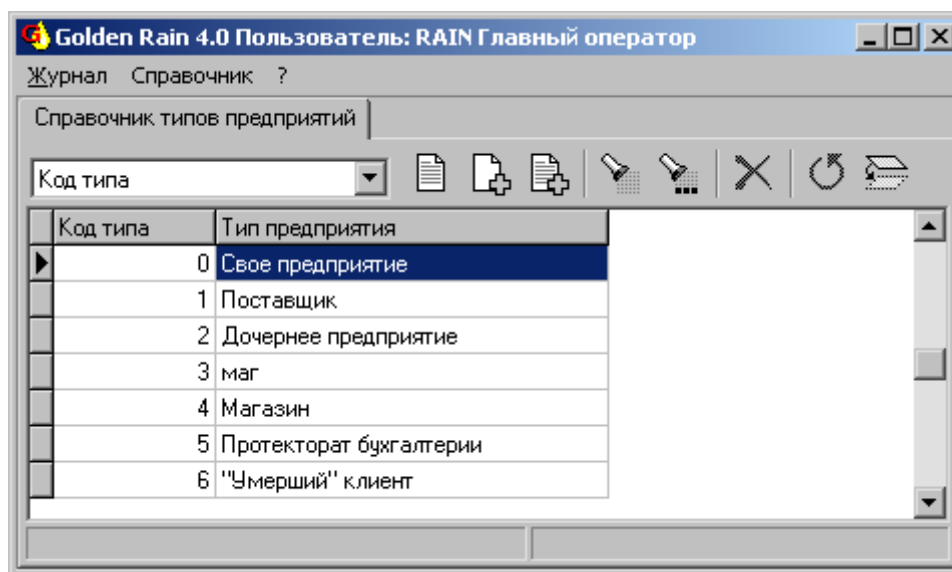 Golden Rain 4.0 Пользователь: RAIN Главный оператор
Журнал Справочник ?
Справочник типов предприятий
Код типа
Код типа Тип предприятия
0 Свое предприятие
1 Поставщик
2 Дочернее предприятие
3 маг
4 Магазин
5 Протекторат бухгалтерии
6 "Умерший" клиент